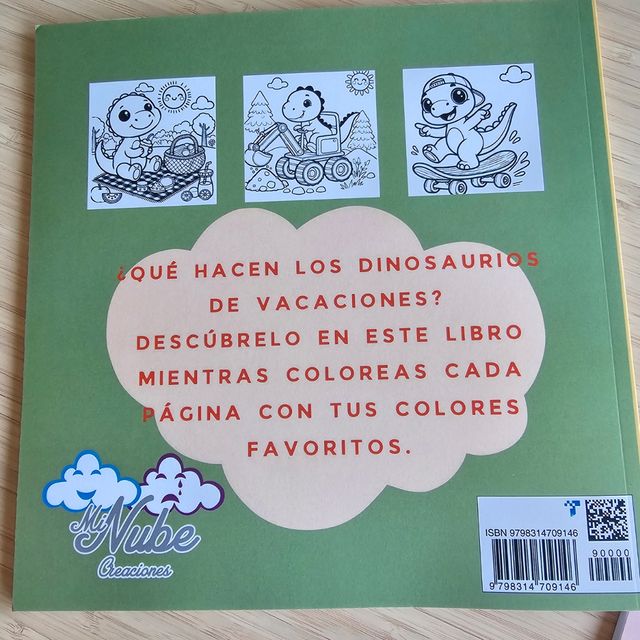 ¿QUÉ HACEN LOS DINOSAURIOS
DE VACACIONES?
DESCÚBRELO EN ESTE LIBRO
MIENTRAS COLOREAS CADA
PÁGINA CON TUS COLORES
FAVORITOS.
Mi Nube
Creaciones
ISBN 9798314709146
90000
9 798314 709146